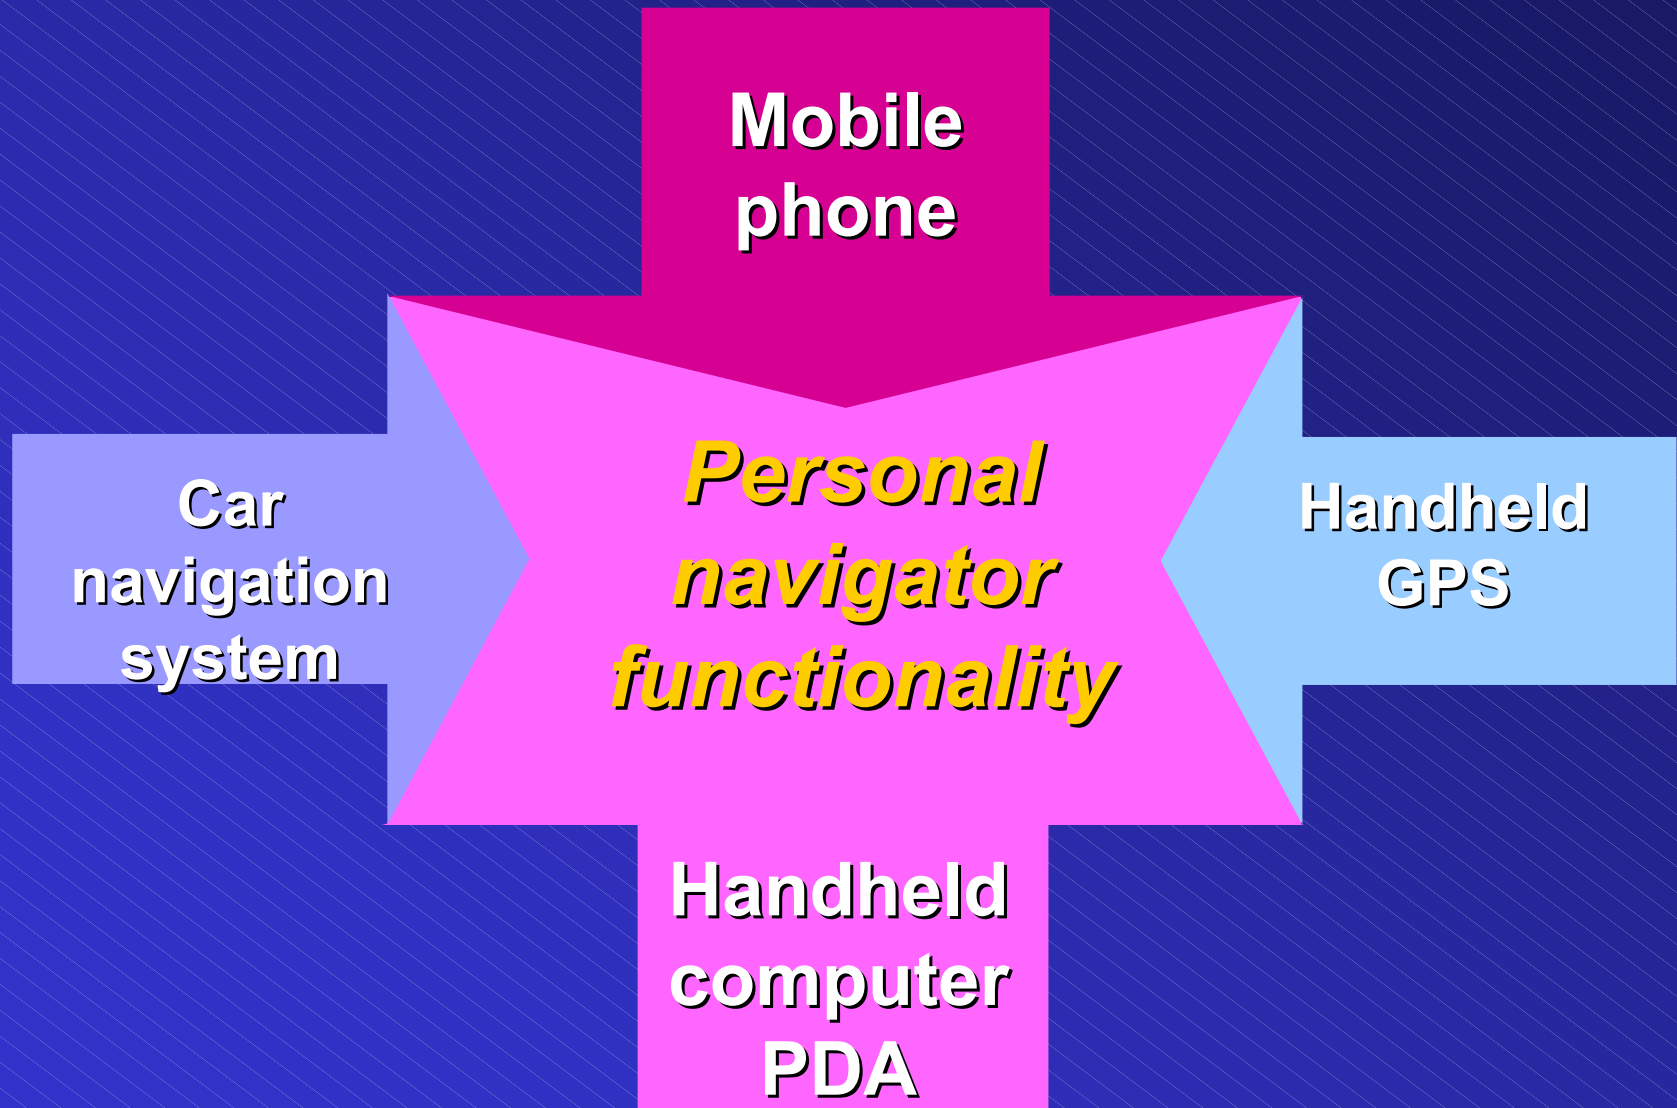 Mobile
phone
Car
navigation
system
Personal
navigator
functionality
Handheld
GPS
Handheld
computer
PDA